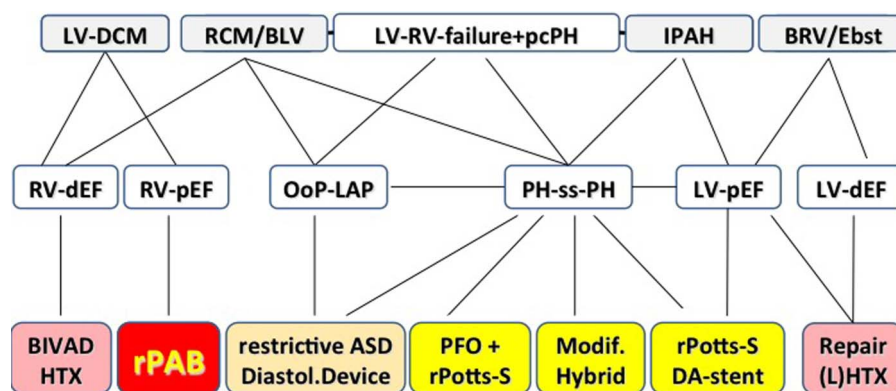 LV-DCM
RCM/BLV
LV-RV-failure+pcPH
IPAH
BRV/Ebst
RV-dEF
RV-pEF
OoP-LAP
PH-ss-PH
LV-pEF
LV-dEF
BIVAD
HTX
rPAB
restrictive ASD
Diastol.Device
PFO +
rPotts-S
Modif.
Hybrid
rPotts-S
DA-stent
Repair
(L)HTX